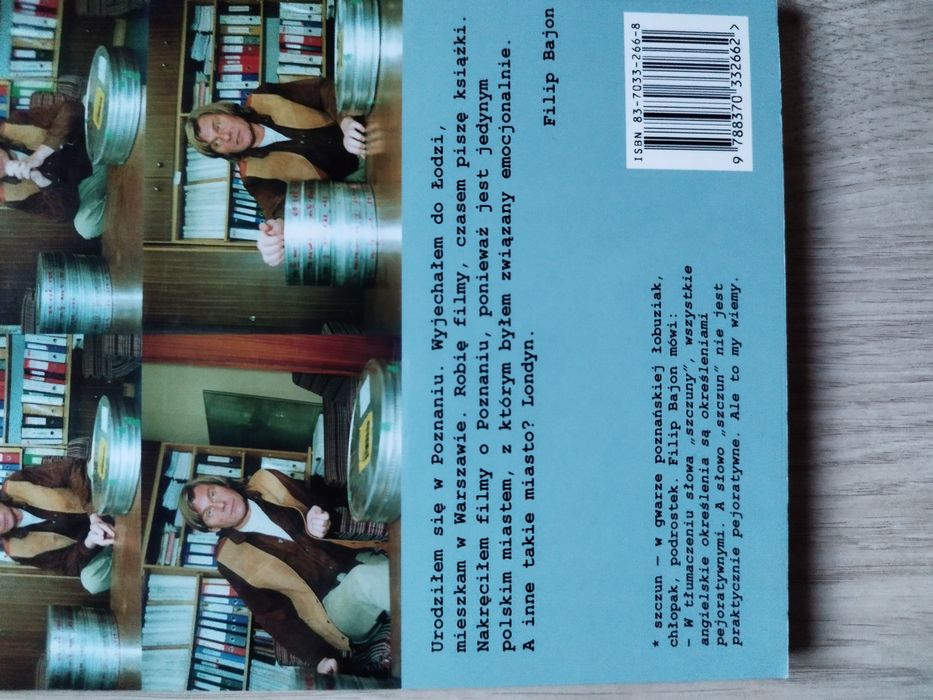 Urodziłem się w Poznaniu. Wyjechałem do Łodzi,
mieszkam w Warszawie. Robię filmy, czasem piszę książki.
Nakręciłem filmy o Poznaniu, ponieważ jest jedynym
polskim miastem, z którym byłem związany emocjonalnie.
A inne takie miasto? Londyn.
Filip Bajon
* szczun – w gwarze poznańskiej łobuziak,
chłopak, podrostek. Filip Bajon mówi:
– W tłumaczeniu słowa „szczuny", wszystkie
angielskie określenia są określeniami
pejoratywnymi. A słowo „szczun" nie jest
praktycznie pejoratywne. Ale to my wiemy.
ISBN 83-7033-266-8
9 788370 332662 >